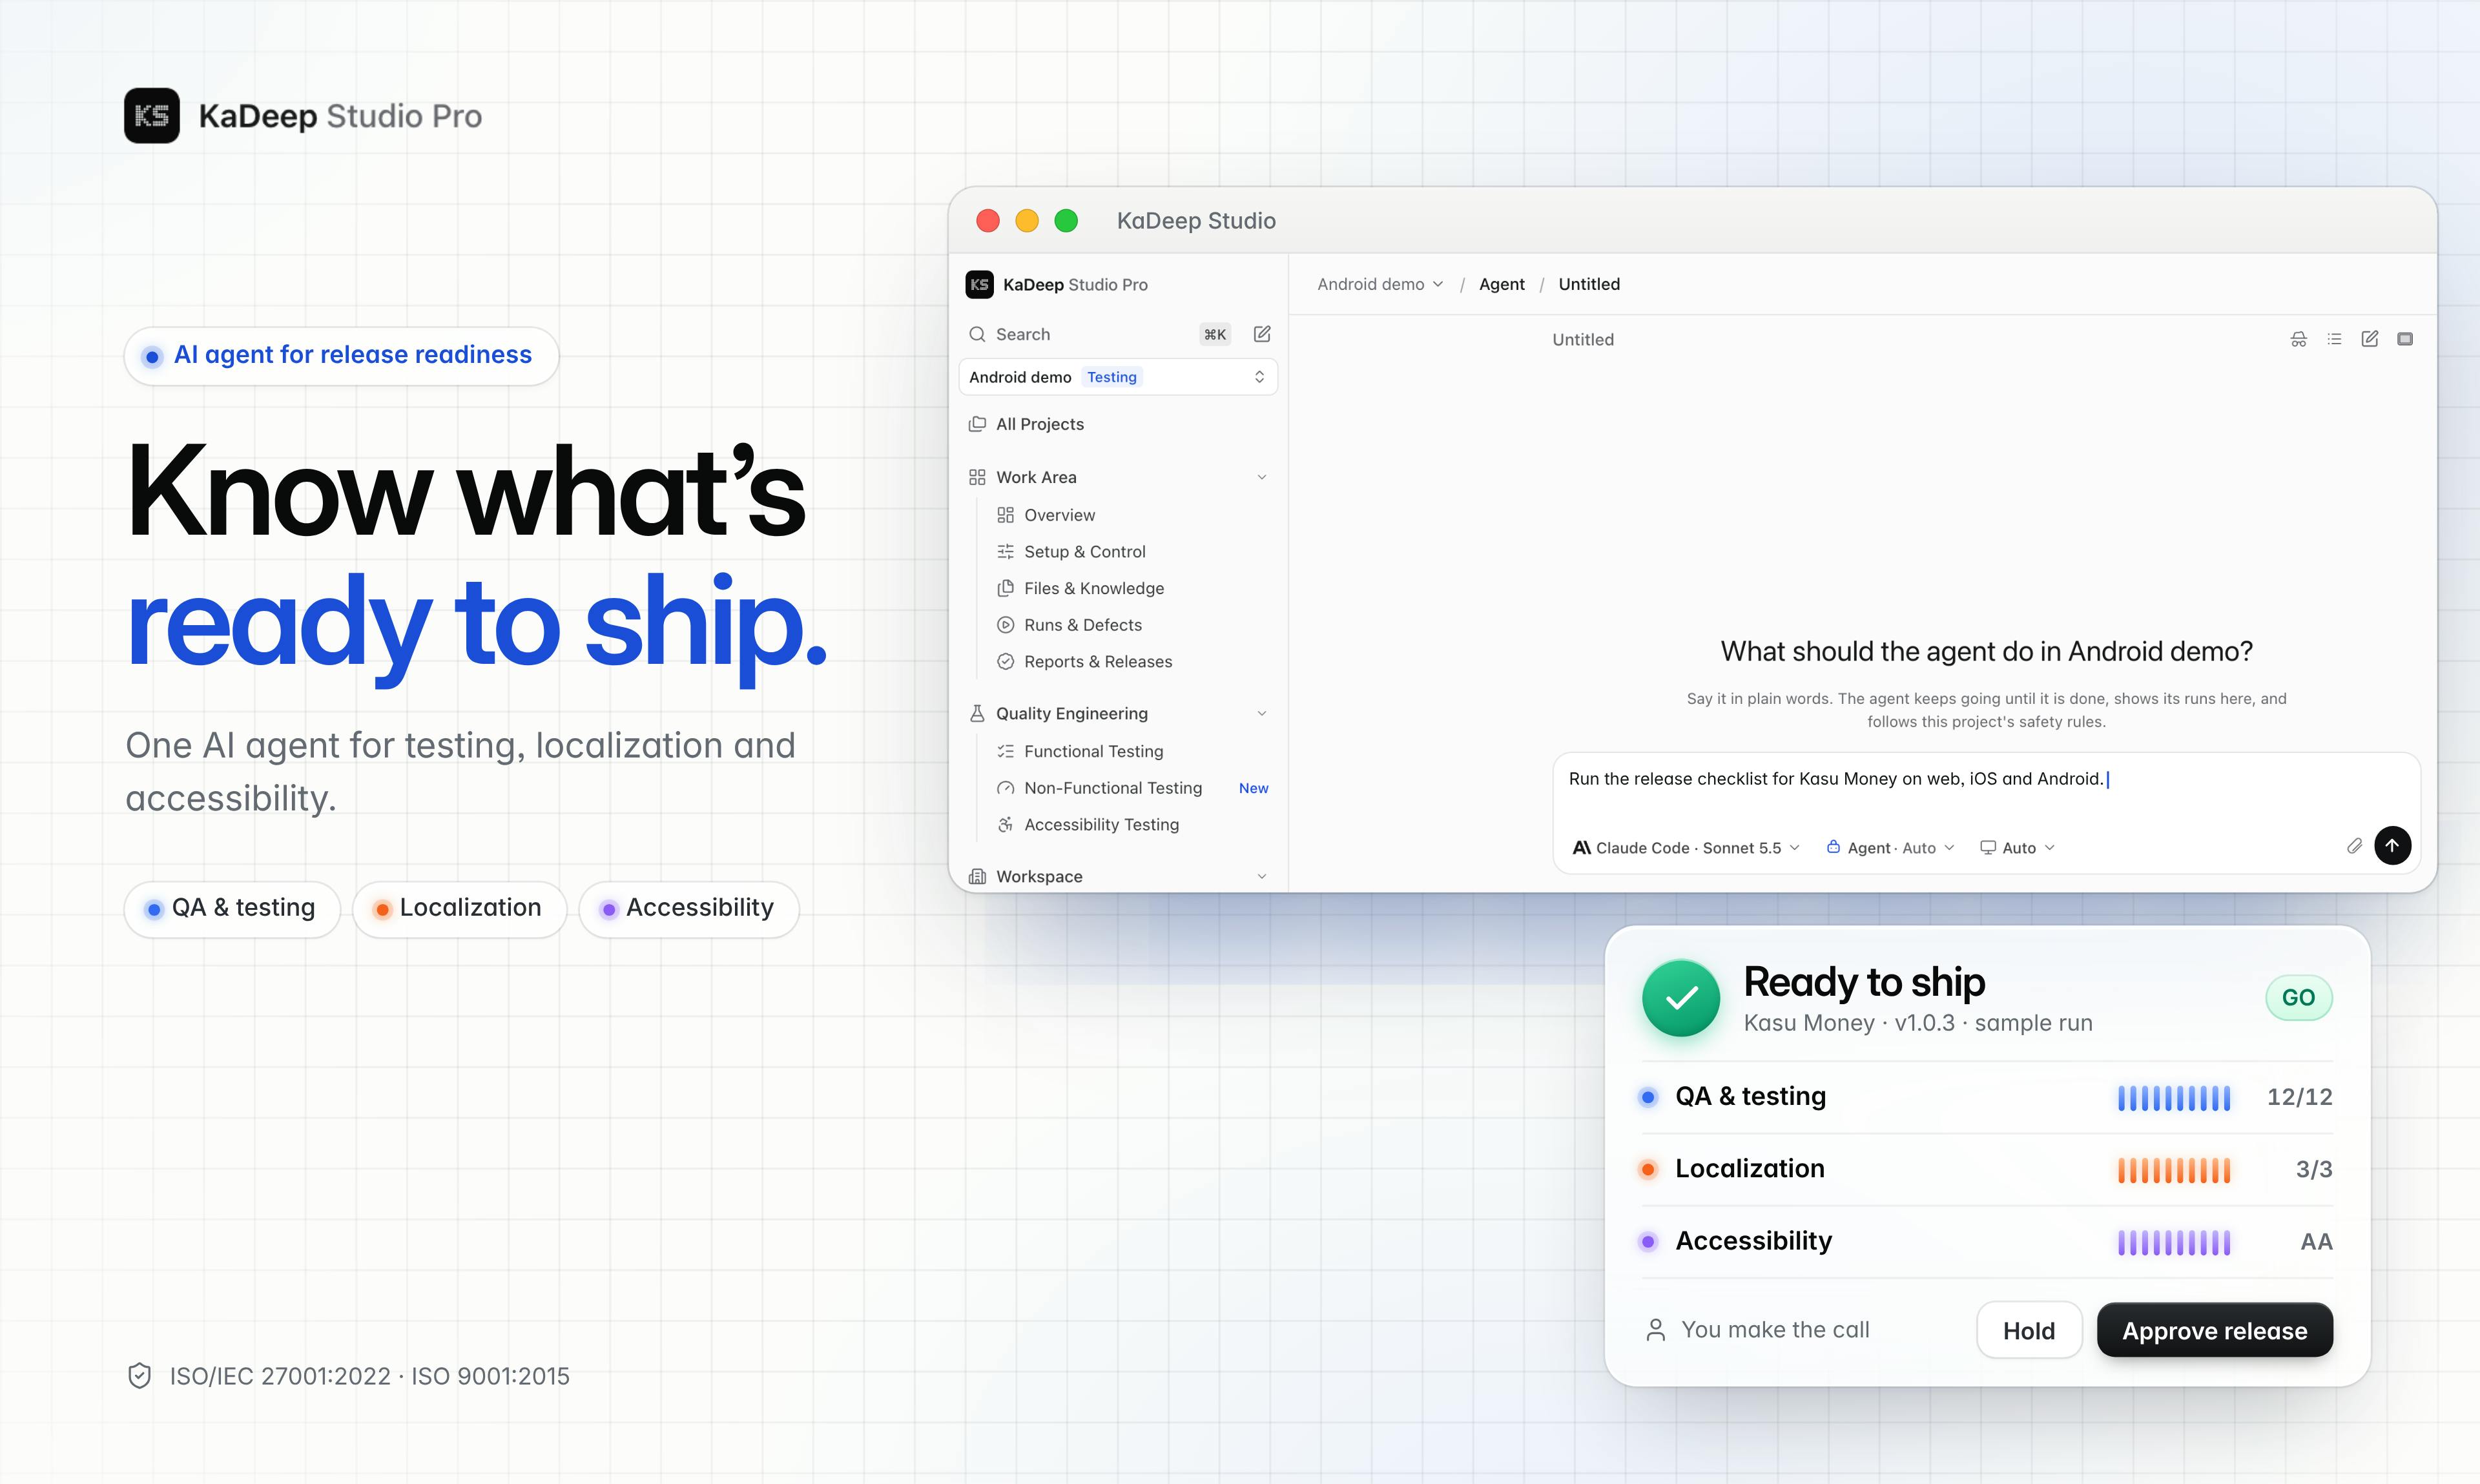 KS KaDeep Studio Pro
AI agent for release readiness
Know what’s
ready to ship.
One AI agent for testing, localization and
accessibility.
QA & testing
Localization
Accessibility
ISO/IEC 27001:2022 · ISO 9001:2015
KaDeep Studio
KS KaDeep Studio Pro
Search ⌘K
Android demo Testing
All Projects
Work Area
Overview
Setup & Control
Files & Knowledge
Runs & Defects
Reports & Releases
Quality Engineering
Functional Testing
Non-Functional Testing New
Accessibility Testing
Workspace
Android demo / Agent / Untitled
Untitled
What should the agent do in Android demo?
Say it in plain words. The agent keeps going until it is done, shows its runs here, and
follows this project's safety rules.
Run the release checklist for Kasu Money on web, iOS and Android.
Claude Code · Sonnet 5.5 Agent · Auto Auto
Ready to ship
Kasu Money · v1.0.3 · sample run
GO
QA & testing 12/12
Localization 3/3
Accessibility AA
You make the call Hold Approve release